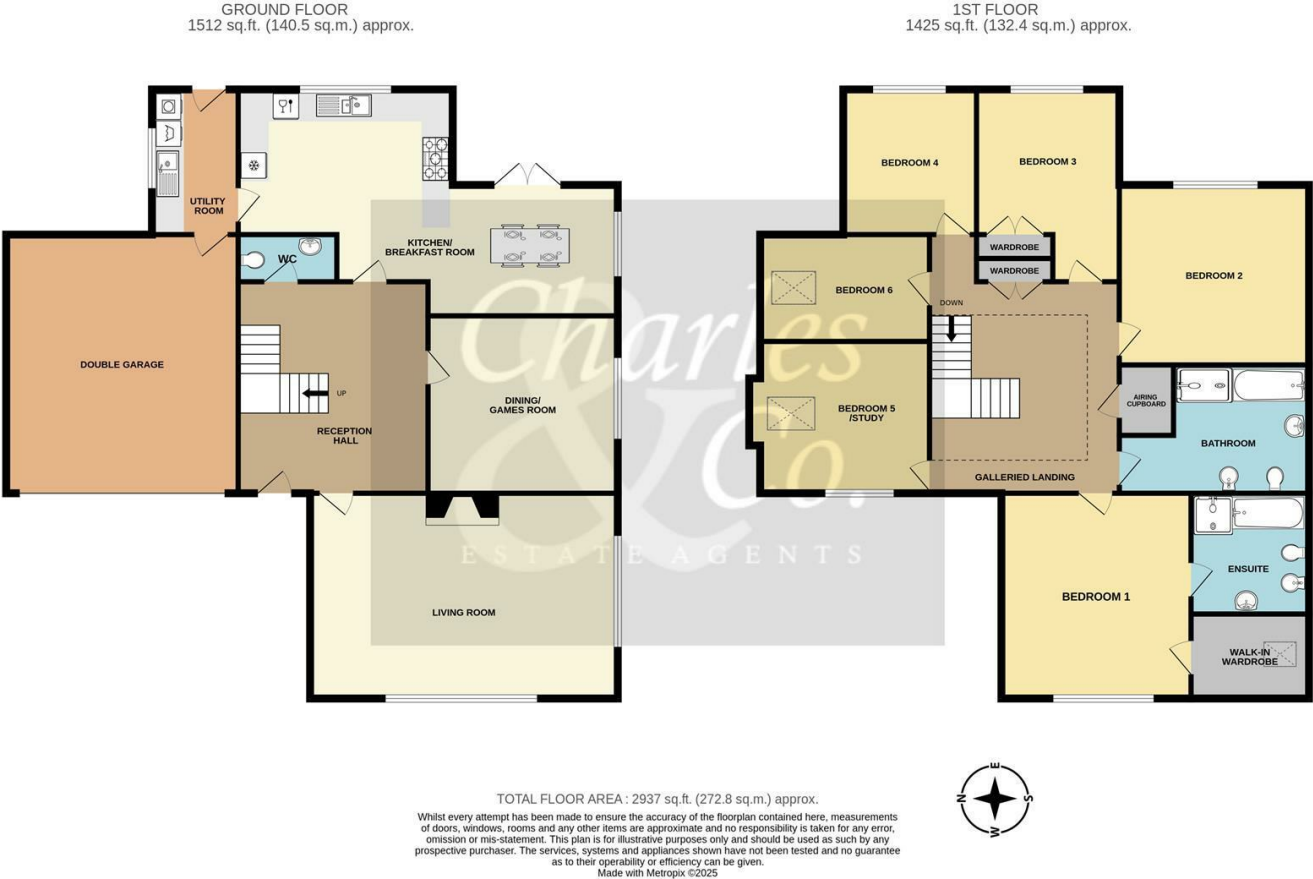 GROUND FLOOR
1512 sq.ft. (140.5 sq.m.) approx.
1ST FLOOR
1425 sq.ft. (132.4 sq.m.) approx.
UTILITY
ROOM
WC
KITCHEN/
BREAKFAST ROOM
DOUBLE GARAGE
UP
RECEPTION
HALL
DINING/
GAMES ROOM
LIVING ROOM
BEDROOM 4
BEDROOM 3
WARDROBE
WARDROBE
BEDROOM 2
BEDROOM 6
DOWN
BEDROOM 5
/STUDY
AIRING
CUPBOARD
BATHROOM
GALLERIED LANDING
BEDROOM 1
ENSUITE
WALK-IN
WARDROBE
Charles
& Co.
ESTATE AGENTS
N
E
S
W
TOTAL FLOOR AREA : 2937 sq.ft. (272.8 sq.m.) approx.
Whilst every attempt has been made to ensure the accuracy of the floorplan contained here, measurements
of doors, windows, rooms and any other items are approximate and no responsibility is taken for any error,
omission or mis-statement. This plan is for illustrative purposes only and should be used as such by any
prospective purchaser. The services, systems and appliances shown have not been tested and no guarantee
as to their operability or efficiency can be given.
Made with Metropix ©2025